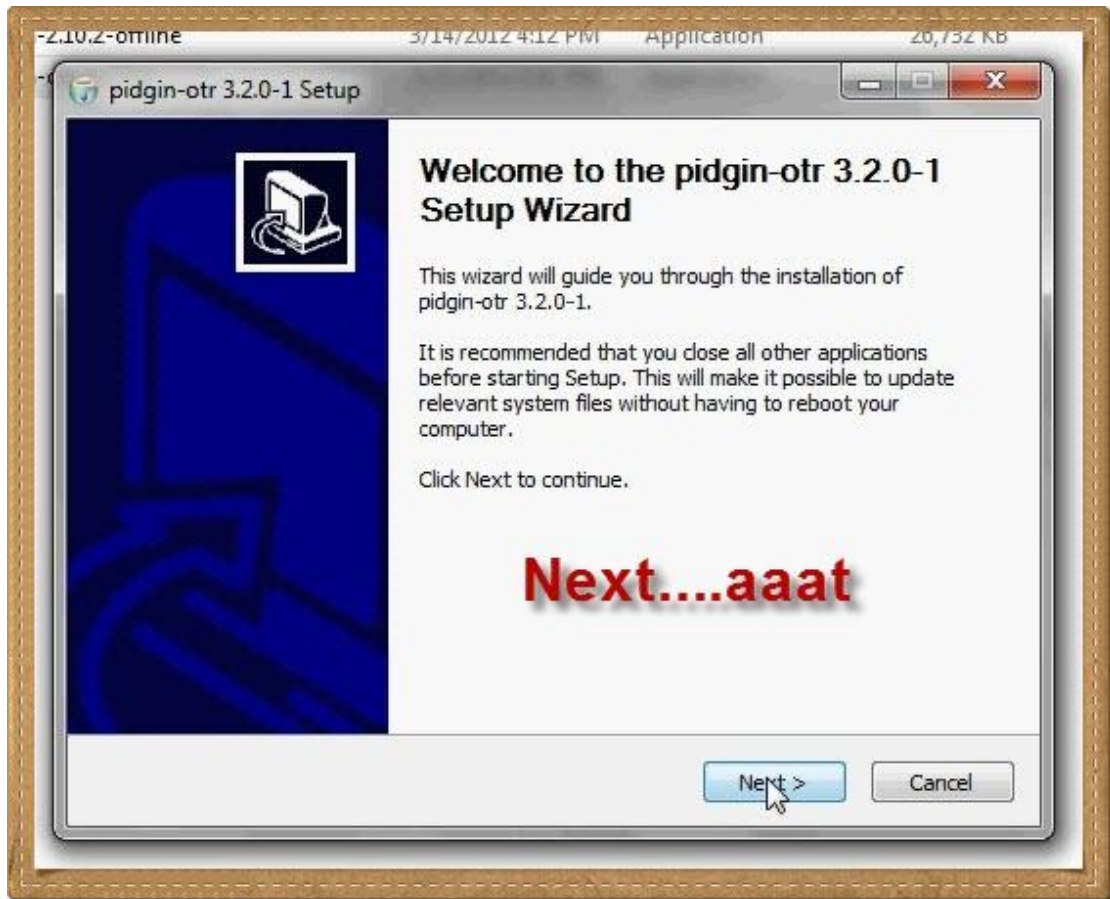 -2.10.2-offline 3/14/2012 4:12 PM Application 26,732 KB
pidgin-otr 3.2.0-1 Setup
Welcome to the pidgin-otr 3.2.0-1
Setup Wizard
This wizard will guide you through the installation of
pidgin-otr 3.2.0-1.
It is recommended that you close all other applications
before starting Setup. This will make it possible to update
relevant system files without having to reboot your
computer.
Click Next to continue.
Next....aaat
Next > Cancel